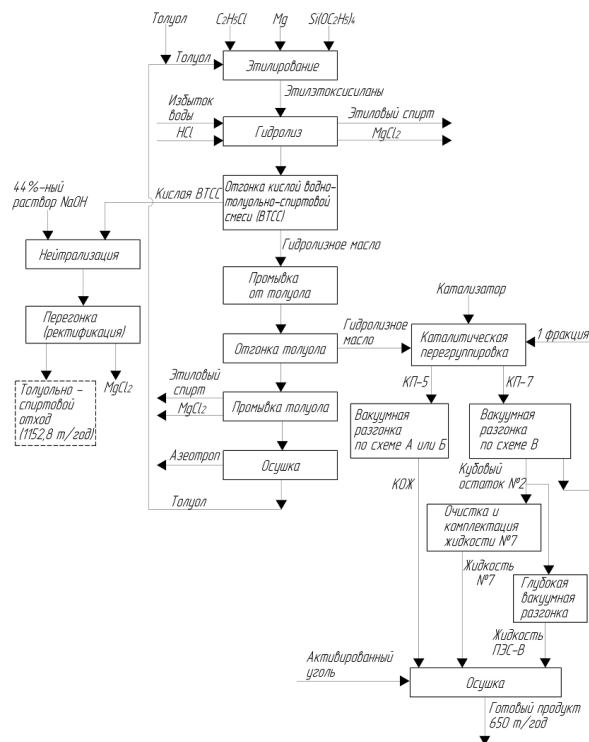 Толуол
C2H5Cl
Mg
Si(OC2H5)4
Толуол
Этилирование
Этилэтоксисиланы
Избыток
воды
HCl
Гидролиз
Этиловый спирт
MgCl2
44%-ный
раствор NaOH
Кислая ВТСС
Отгонка кислой водно-
толуольно-спиртовой
смеси (ВТСС)
Нейтрализация
Гидролизное масло
Промывка
от толуола
Катализатор
Перегонка
(ректификация)
Отгонка толуола
Гидролизное
масло
Каталитическая
перегруппировка
1 фракция
Толуольно -
спиртовой
отход
(1152,8 т/год)
MgCl2
Этиловый
спирт
MgCl2
Промывка толуола
КП-5
КП-7
Вакуумная
разгонка
по схеме А или Б
Вакуумная
разгонка
по схеме В
Азеотроп
Осушка
Толуол
КОЖ
Кубовый
остаток №2
Очистка и
комплектация
жидкости №7
Жидкость
№7
Глубокая
вакуумная
разгонка
Жидкость
ПЭС-В
Активированный
уголь
Осушка
Готовый продукт
650 т/год